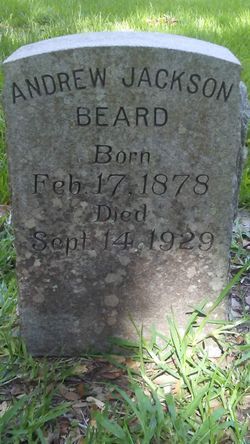 ANDREW JACKSON
BEARD
Born
Feb. 17, 1878
Died
Sept. 14, 1929